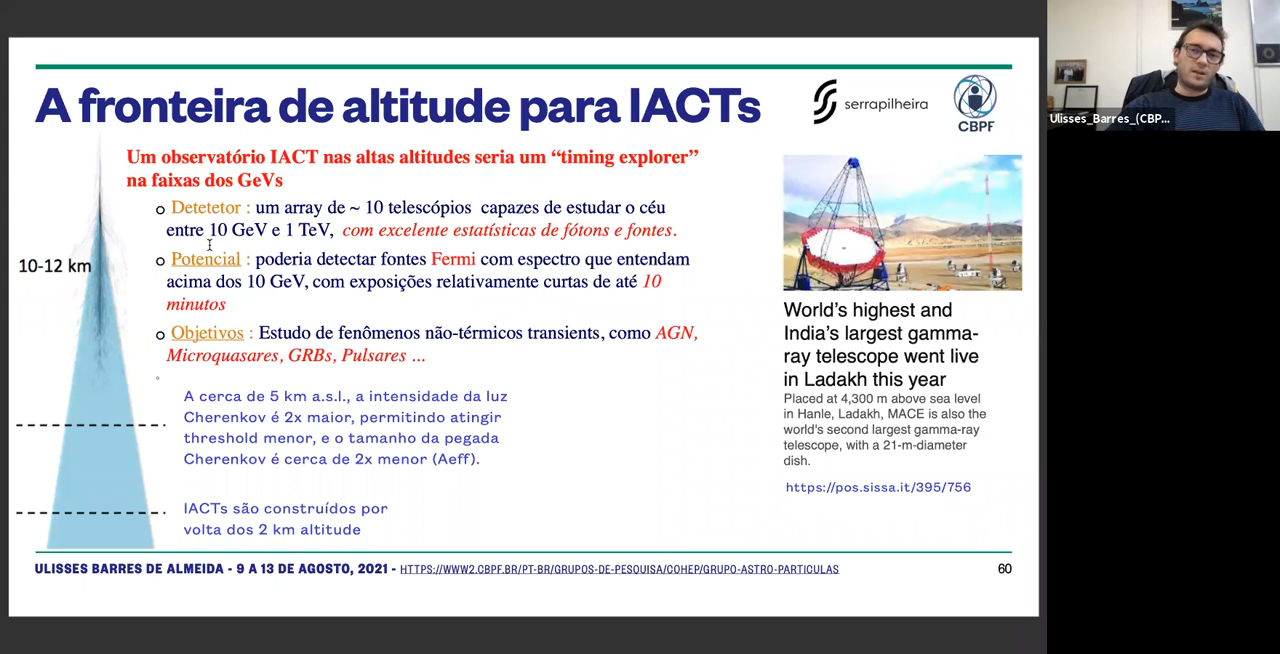 A fronteira de altitude para IACTs
serrapilheira
CBPF
Ulisses_Barres_(CBP...
Um observatório IACT nas altas altitudes seria um “timing explorer”
na faixas dos GeVs
Detetetor : um array de ~ 10 telescópios capazes de estudar o céu
entre 10 GeV e 1 TeV, com excelente estatísticas de fótons e fontes.
Potencial : poderia detectar fontes Fermi com espectro que entendam
acima dos 10 GeV, com exposições relativamente curtas de até 10
minutos
Objetivos : Estudo de fenômenos não-térmicos transients, como AGN,
Microquasares, GRBs, Pulsares ...
10-12 km
A cerca de 5 km a.s.l., a intensidade da luz
Cherenkov é 2x maior, permitindo atingir
threshold menor, e o tamanho da pegada
Cherenkov é cerca de 2x menor (Aeff).
IACTs são construídos por
volta dos 2 km altitude
World's highest and
India's largest gamma-
ray telescope went live
in Ladakh this year
Placed at 4,300 m above sea level
in Hanle, Ladakh, MACE is also the
world's second largest gamma-ray
telescope, with a 21-m-diameter
dish.
https://pos.sissa.it/395/756
ULISSES BARRES DE ALMEIDA - 9 A 13 DE AGOSTO, 2021 - HTTPS://WWW2.CBPF.BR/PT-BR/GRUPOS-DE-PESQUISA/COHEP/GRUPO-ASTRO-PARTICULAS
60